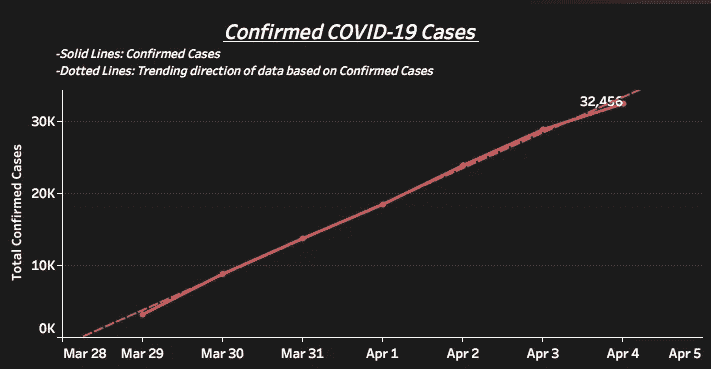 Confirmed COVID-19 Cases
-Solid Lines: Confirmed Cases
-Dotted Lines: Trending direction of data based on Confirmed Cases
32,456
30K
20K
10K
0K
Total Confirmed Cases
Mar 28 Mar 29 Mar 30 Mar 31 Apr 1 Apr 2 Apr 3 Apr 4 Apr 5